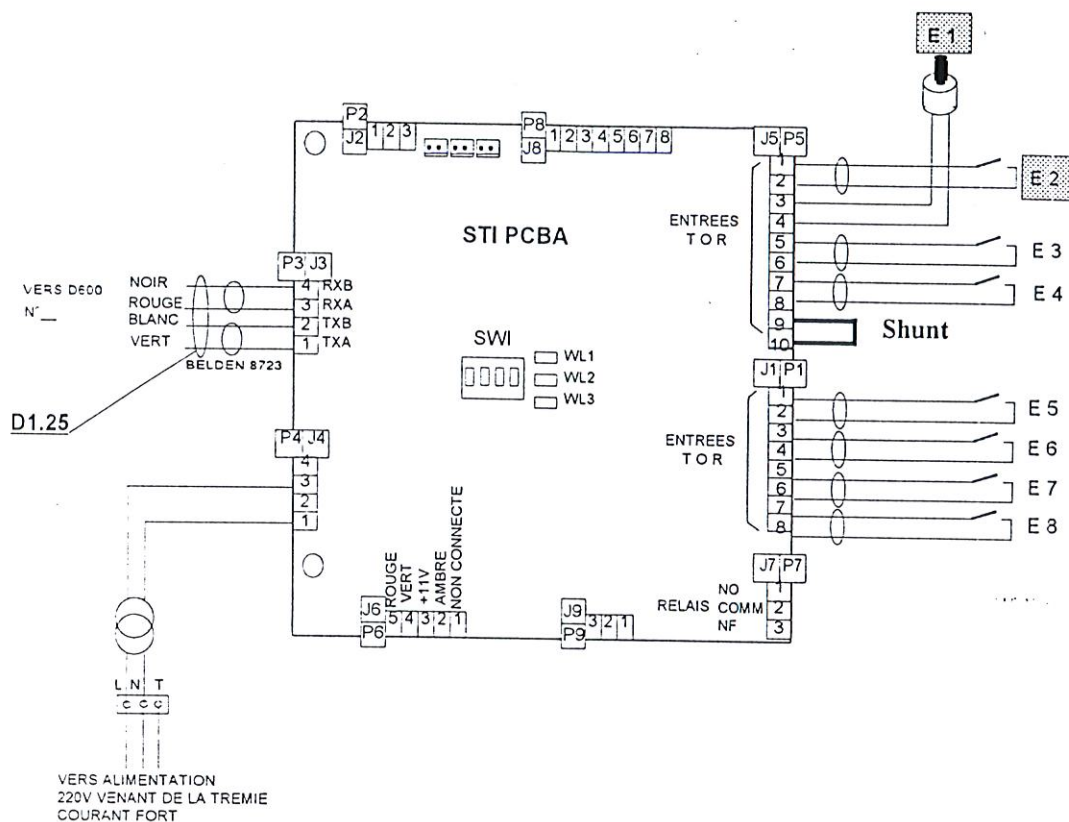 E 1
P2
J2
1 2 3
P8
J8
1 2 3 4 5 6 7 8
J5 P5
1
2
3
4
5
6
7
8
9
10
ENTREES
T O R
E 2
E 3
E 4
Shunt
STI PCBA
P3 J3
4 RXB
3 RXA
2 TXB
1 TXA
VERS D600
N°__
NOIR
ROUGE
BLANC
VERT
BELDEN 8723
D1.25
SWI
WL1
WL2
WL3
J1 P1
1
2
3
4
5
6
7
8
ENTREES
T O R
E 5
E 6
E 7
E 8
P4 J4
4
3
2
1
J6
P6
ROUGE
VERT
+11V
AMBRE
NON CONNECTE
5 4 3 2 1
J9
P9
3 2 1
J7 P7
RELAIS
NO
COMM
NF
1
2
3
L N T
C C C
VERS ALIMENTATION
220V VENANT DE LA TREMIE
COURANT FORT